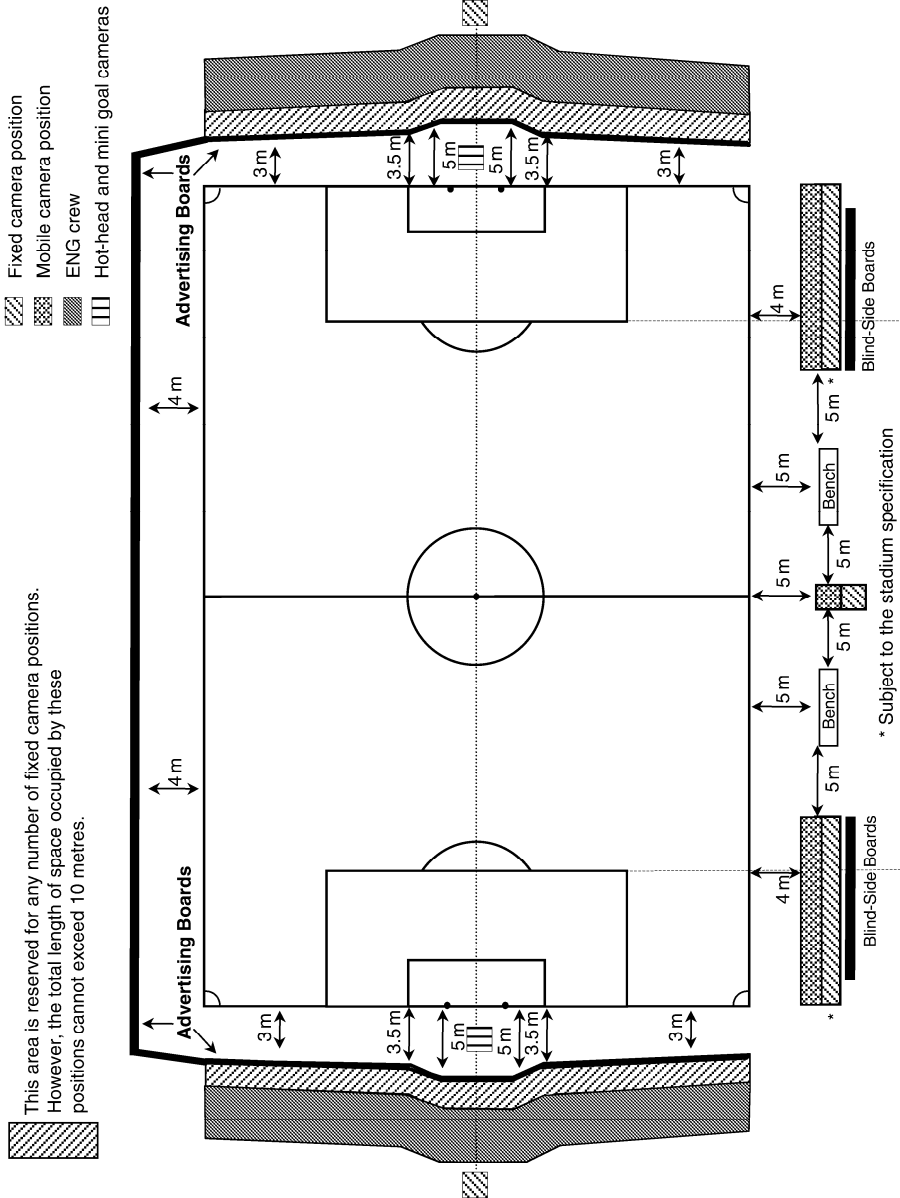 This area is reserved for any number of fixed camera positions.
However, the total length of space occupied by these
positions cannot exceed 10 metres.
Fixed camera position
Mobile camera position
ENG crew
Hot-head and mini goal cameras
Advertising Boards
Advertising Boards
4 m
4 m
3 m
3.5 m
5 m
5 m
3.5 m
3 m
3 m
3.5 m
5 m
5 m
3.5 m
3 m
4 m
5 m
5 m
5 m
4 m
*
5 m
Bench
5 m
5 m
Bench
5 m
*
Blind-Side Boards
Blind-Side Boards
* Subject to the stadium specification